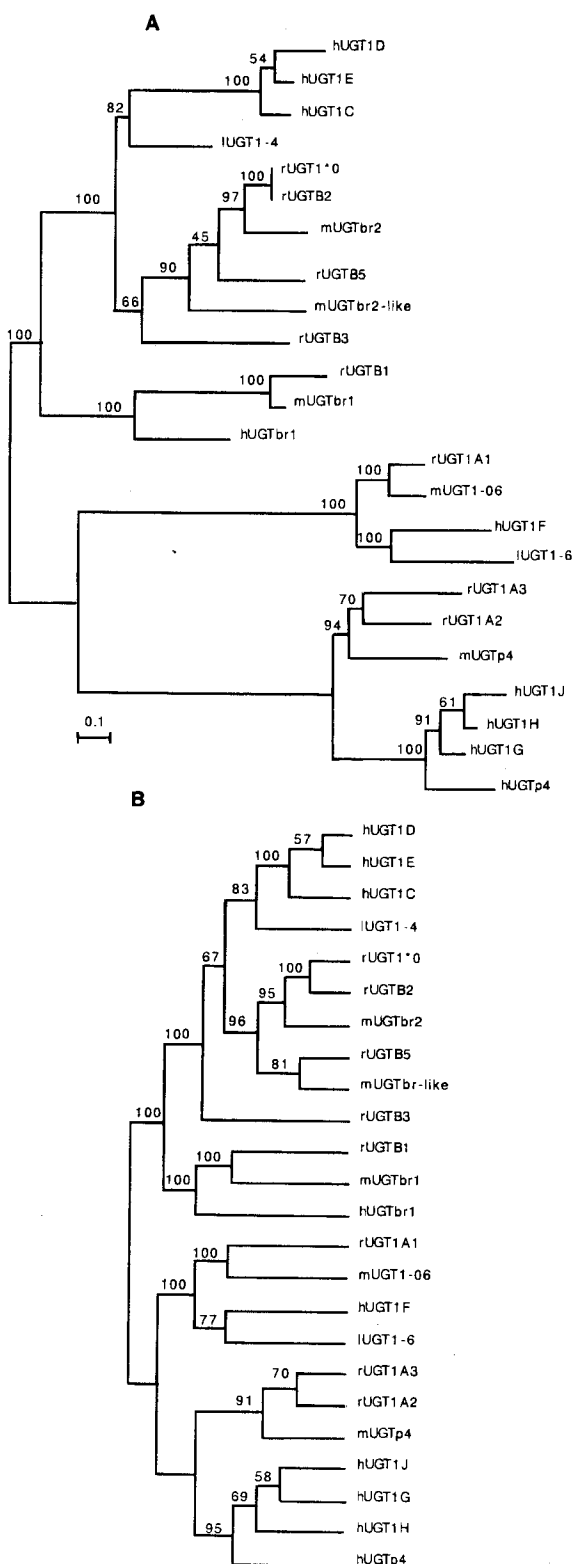 A
hUGT1D
54
hUGT1E
100
hUGT1C
82
lUGT1-4
rUGT1*0
100
rUGTB2
97
mUGTbr2
100
45
rUGTB5
90
mUGTbr2-like
66
rUGTB3
100
rUGTB1
100
mUGTbr1
100
hUGTbr1
rUGT1A1
100
mUGT1-06
100
hUGT1F
100
lUGT1-6
rUGT1A3
70
rUGT1A2
94
mUGTp4
hUGT1J
61
hUGT1H
91
hUGT1G
100
hUGTp4
0.1
B
hUGT1D
57
hUGT1E
100
hUGT1C
83
lUGT1-4
67
rUGT1*0
100
rUGTB2
95
mUGTbr2
96
rUGTB5
81
mUGTbr-like
100
rUGTB3
100
rUGTB1
100
mUGTbr1
100
hUGTbr1
rUGT1A1
100
mUGT1-06
100
hUGT1F
77
lUGT1-6
rUGT1A3
70
rUGT1A2
91
mUGTp4
hUGT1J
58
hUGT1G
69
hUGT1H
95
hUGTp4